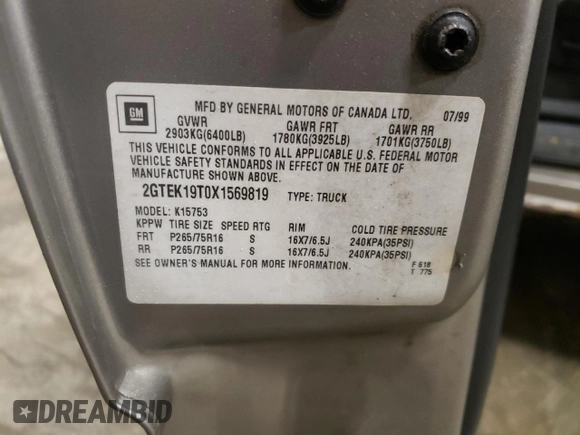 GM
MFD BY GENERAL MOTORS OF CANADA LTD. 07/99
GVWR GAWR FRT GAWR RR
2903KG(6400LB) 1780KG(3925LB) 1701KG(3750LB)
THIS VEHICLE CONFORMS TO ALL APPLICABLE U.S. FEDERAL MOTOR
VEHICLE SAFETY STANDARDS IN EFFECT ON THE DATE OF
MANUFACTURE SHOWN ABOVE.
2GTEK19T0X1569819 TYPE: TRUCK
MODEL: K15753
KPPW TIRE SIZE SPEED RTG RIM COLD TIRE PRESSURE
FRT P265/75R16 S 16X7/6.5J 240KPA(35PSI)
RR P265/75R16 S 16X7/6.5J 240KPA(35PSI)
SEE OWNER'S MANUAL FOR MORE INFORMATION. F 618
T 775
DREAMBID